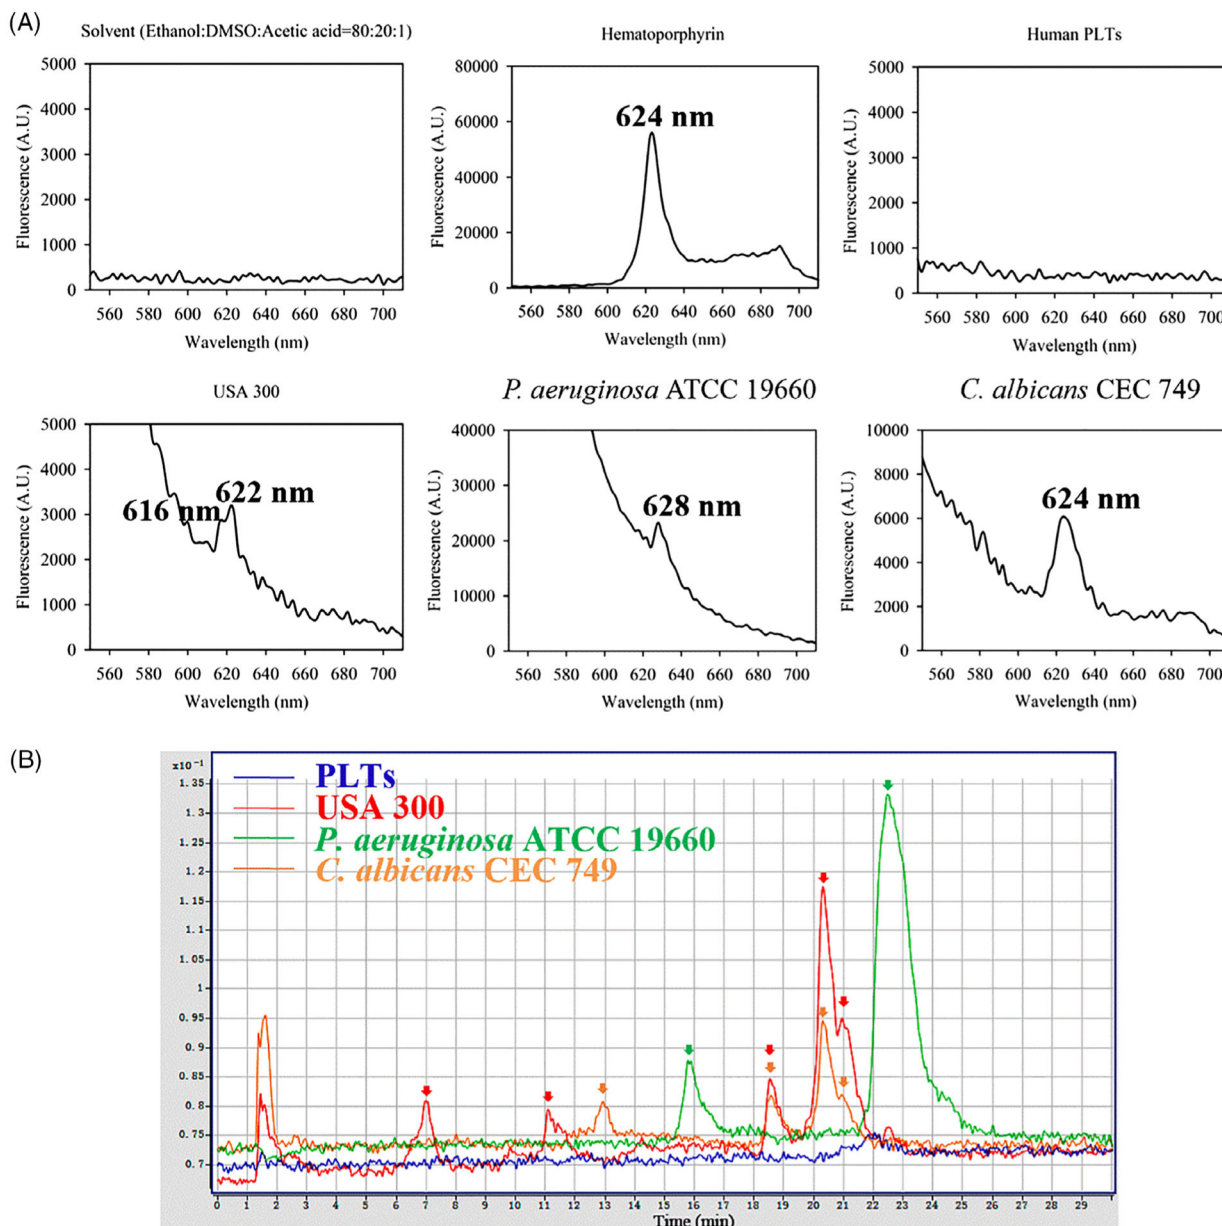 (A)
Solvent (Ethanol:DMSO:Acetic acid=80:20:1)
Hematoporphyrin
Human PLTs
Fluorescence (A.U.)
5000
4000
3000
2000
1000
0
560 580 600 620 640 660 680 700
Wavelength (nm)
Fluorescence (A.U.)
80000
60000
40000
20000
0
624 nm
560 580 600 620 640 660 680 700
Wavelength (nm)
Fluorescence (A.U.)
5000
4000
3000
2000
1000
0
560 580 600 620 640 660 680 700
Wavelength (nm)
USA 300
P. aeruginosa ATCC 19660
C. albicans CEC 749
Fluorescence (A.U.)
5000
4000
3000
2000
1000
0
616 nm
622 nm
560 580 600 620 640 660 680 700
Wavelength (nm)
Fluorescence (A.U.)
40000
30000
20000
10000
0
628 nm
560 580 600 620 640 660 680 700
Wavelength (nm)
Fluorescence (A.U.)
10000
8000
6000
4000
2000
0
624 nm
560 580 600 620 640 660 680 700
Wavelength (nm)
(B)
x10⁻¹
1.35
1.3
1.25
1.2
1.15
1.1
1.05
1
0.95
0.9
0.85
0.8
0.75
0.7
PLTs
USA 300
P. aeruginosa ATCC 19660
C. albicans CEC 749
0 1 2 3 4 5 6 7 8 9 10 11 12 13 14 15 16 17 18 19 20 21 22 23 24 25 26 27 28 29
Time (min)